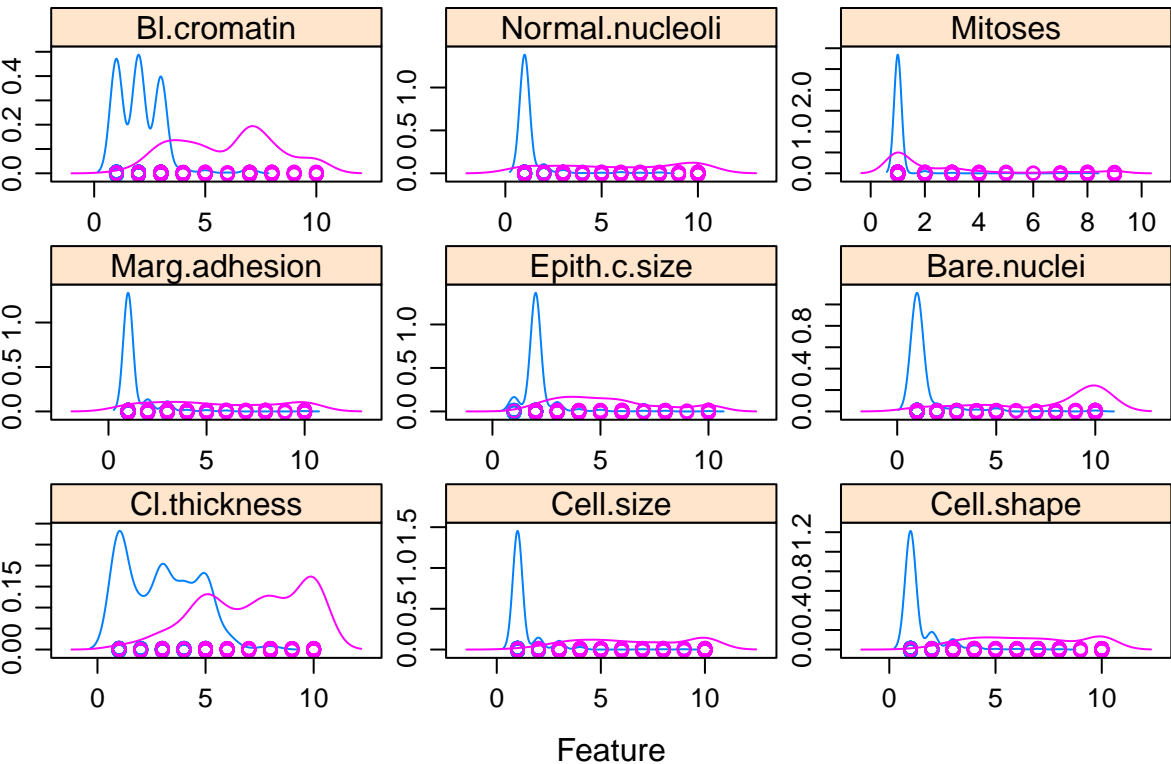 Bl.cromatin
Normal.nucleoli
Mitoses
0.0 0.2 0.4
0.0 0.5 1.0
0.0 1.0 2.0
0 5 10
0 5 10
0 2 4 6 8 10
Marg.adhesion
Epith.c.size
Bare.nuclei
0.0 0.5 1.0
0.0 0.5 1.0
0.0 0.4 0.8
0 5 10
0 5 10
0 5 10
Cl.thickness
Cell.size
Cell.shape
0.00 0.15
0.0 0.5 1.0 1.5
0.0 0.4 0.8 1.2
0 5 10
0 5 10
0 5 10
Feature